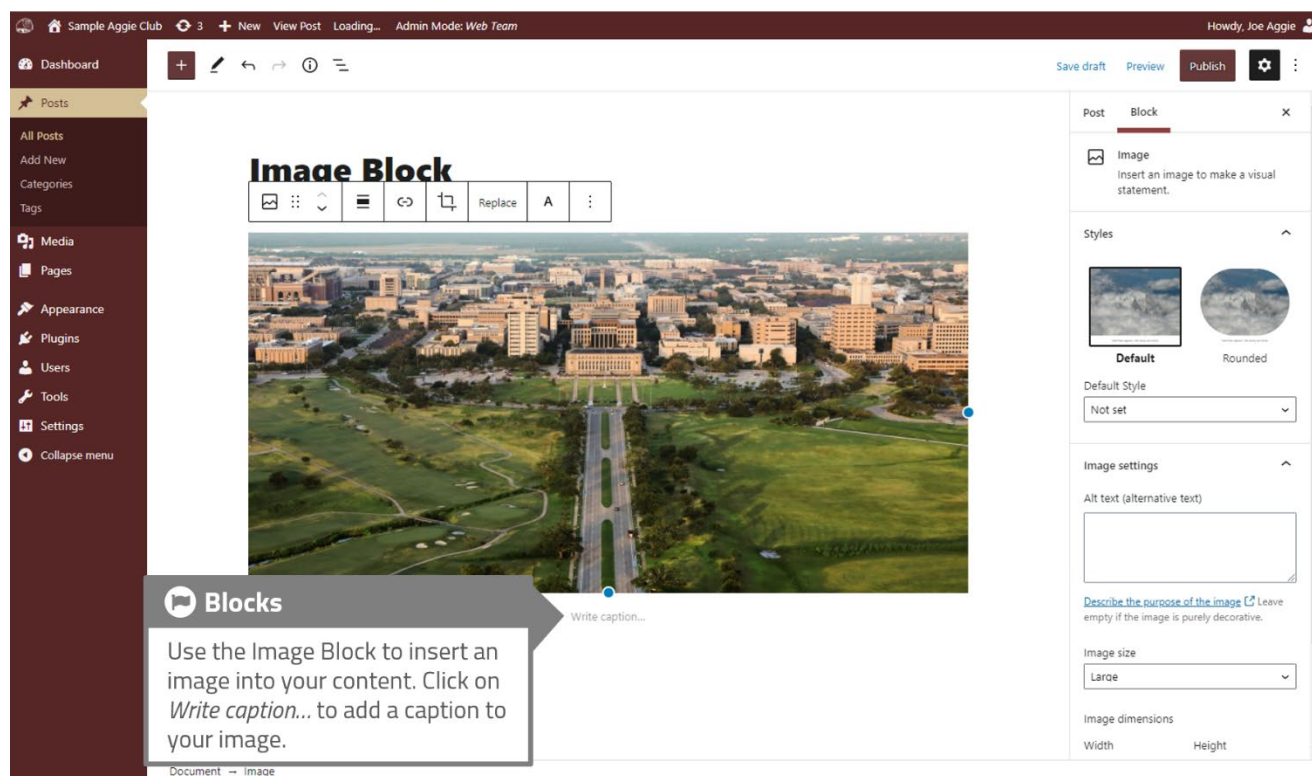 Sample Aggie Club 3 New View Post Loading... Admin Mode: Web Team Howdy, Joe Aggie
Dashboard
Save draft Preview Publish
Posts
All Posts
Add New
Categories
Tags
Media
Pages
Appearance
Plugins
Users
Tools
Settings
Collapse menu
Image Block
Replace A
Write caption...
Blocks
Use the Image Block to insert an
image into your content. Click on
Write caption... to add a caption to
your image.
Document → Image
Post Block
Image
Insert an image to make a visual
statement.
Styles
Default Rounded
Default Style
Not set
Image settings
Alt text (alternative text)
Describe the purpose of the image Leave
empty if the image is purely decorative.
Image size
Large
Image dimensions
Width Height